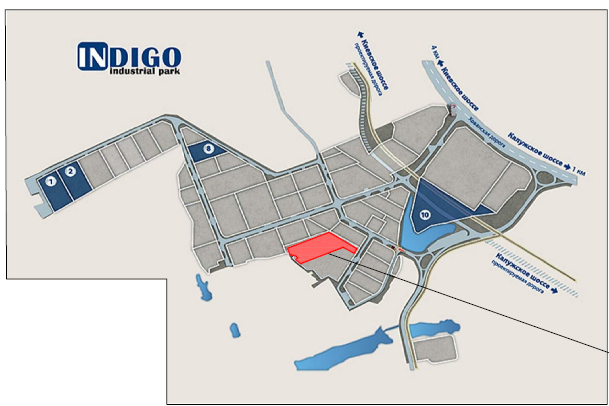 INDIGO
industrial park
Киевское шоссе
проектируемая дорога
4 КМ
Киевское шоссе
Хованская дорога
Калужское шоссе
1 КМ
8
1
2
10
Калужское шоссе
проектируемая дорога